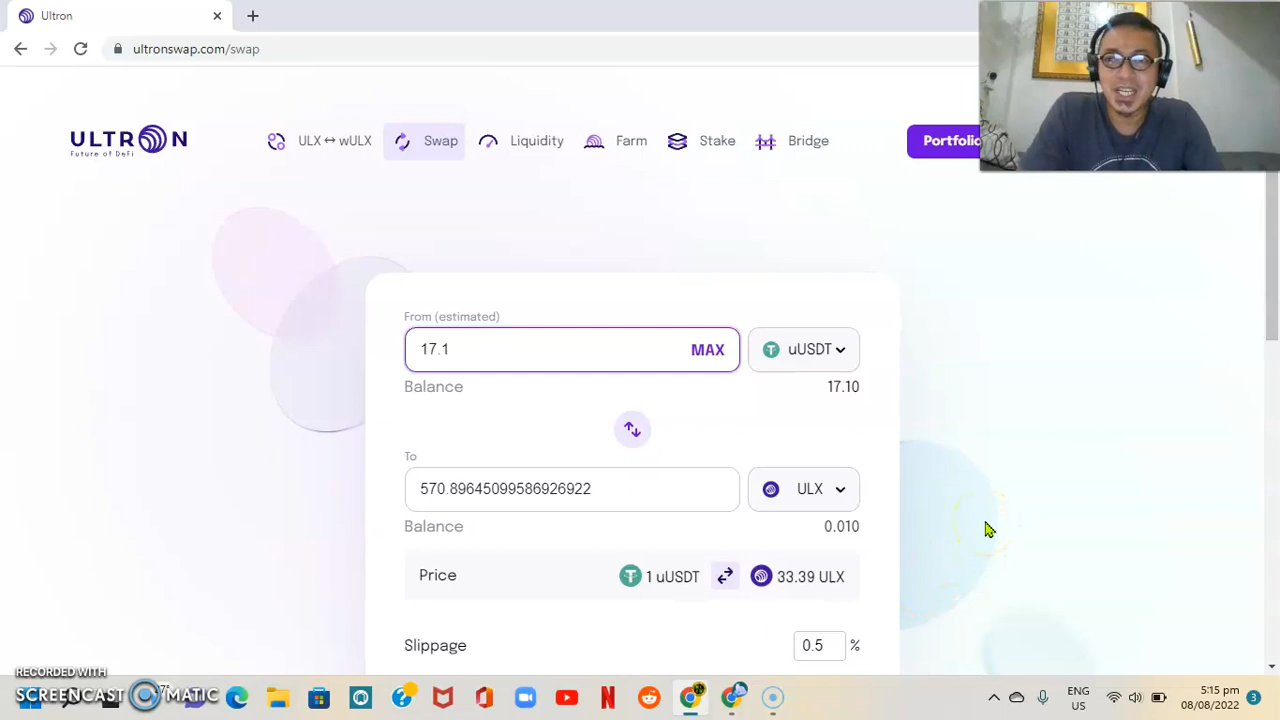 Ultron
ultronswap.com/swap
ULTRON
Future of DeFi
ULX ↔ wULX
Swap
Liquidity
Farm
Stake
Bridge
Portfolio
From (estimated)
17.1 MAX uUSDT
Balance 17.10
To
570.89645099586926922 ULX
Balance 0.010
Price 1 uUSDT 33.39 ULX
Slippage 0.5 %
RECORDED WITH
SCREENCAST MATIC
ENG
US
5:15 pm
08/08/2022
3